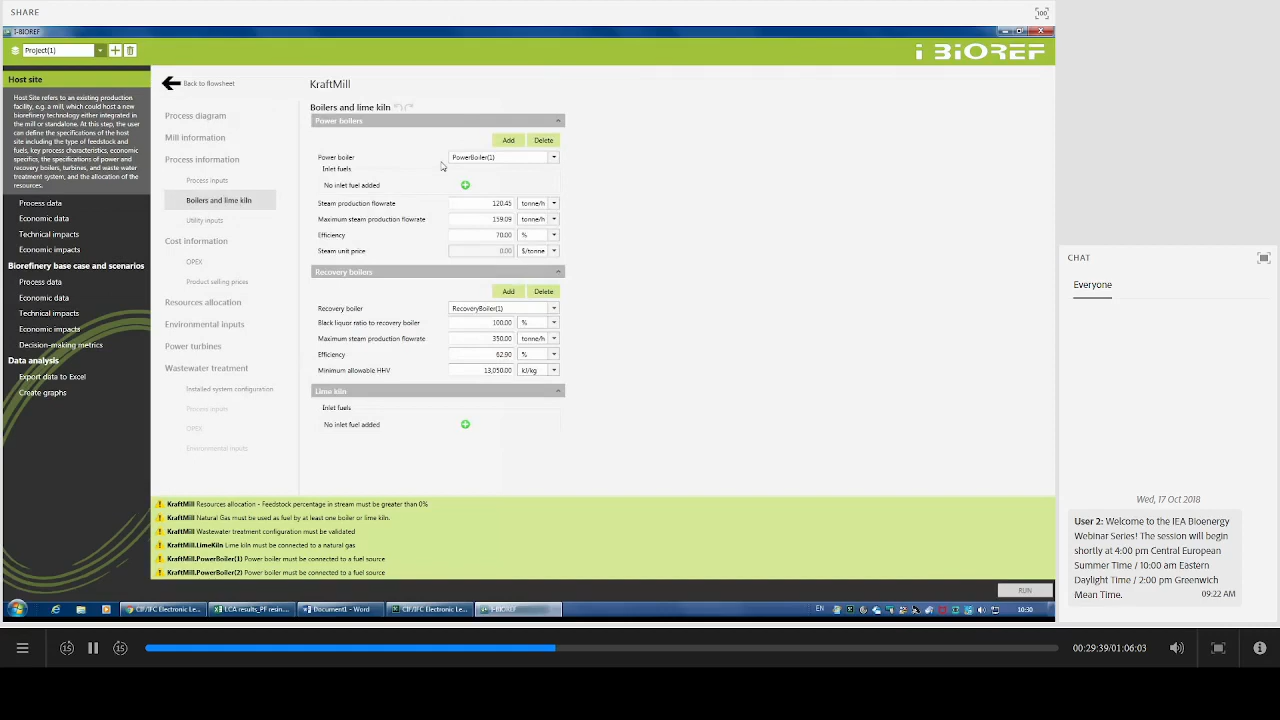 SHARE
100
I-BIOREF
Project(1)
i BiOREF
Host site
Host Site refers to an existing production
facility, e.g. a mill, which could host a new
biorefinery technology either integrated in
the mill or standalone. At this step, the user
can define the specifications of the host
site including the type of feedstock and
fuels, process characteristics, economic
specifics, the specifications of power and
recovery boilers, turbines, and waste water
treatment system, and the allocation of the
resources.
Process data
Economic data
Technical impacts
Economic impacts
Biorefinery base case and scenarios
Process data
Economic data
Technical impacts
Economic impacts
Decision-making metrics
Data analysis
Export data to Excel
Create graphs
Back to flowsheet
Process diagram
Mill information
Process information
Process inputs
Boilers and lime kiln
Utility inputs
Cost information
OPEX
Product selling prices
Resources allocation
Environmental inputs
Power turbines
Wastewater treatment
Installed system configuration
Process inputs
OPEX
Environmental inputs
KraftMill
Boilers and lime kiln
Power boilers
Add Delete
Power boiler PowerBoiler(1)
Inlet fuels
No inlet fuel added
Steam production flowrate 120.45 tonne/h
Maximum steam production flowrate 159.09 tonne/h
Efficiency 70.00 %
Steam unit price 0.00 $/tonne
Recovery boilers
Add Delete
Recovery boiler RecoveryBoiler(1)
Black liquor ratio to recovery boiler 100.00 %
Maximum steam production flowrate 350.00 tonne/h
Efficiency 62.90 %
Minimum allowable HHV 13,050.00 kJ/kg
Lime kiln
Inlet fuels
No inlet fuel added
KraftMill Resources allocation - Feedstock percentage in stream must be greater than 0%
KraftMill Natural Gas must be used as fuel by at least one boiler or lime kiln.
KraftMill Wastewater treatment configuration must be validated
KraftMill.LimeKiln Lime kiln must be connected to a natural gas
KraftMill.PowerBoiler(1) Power boiler must be connected to a fuel source
KraftMill.PowerBoiler(2) Power boiler must be connected to a fuel source
RUN
CIF/IFC Electronic Le...
LCA results_PF resin...
Document1 - Word
CIF/IFC Electronic Le...
I-BIOREF
EN
10:30
CHAT
Everyone
Wed, 17 Oct 2018
User 2: Welcome to the IEA Bioenergy
Webinar Series! The session will begin
shortly at 4:00 pm Central European
Summer Time / 10:00 am Eastern
Daylight Time / 2:00 pm Greenwich
Mean Time. 09:22 AM
15
15
00:29:39/01:06:03